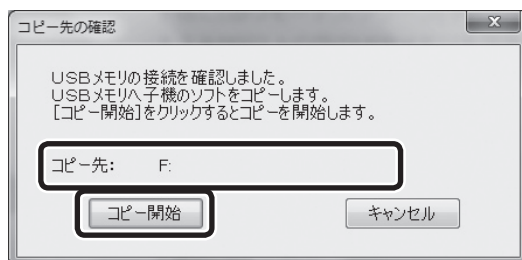 コピー先の確認
USBメモリの接続を確認しました。
USBメモリへ子機のソフトをコピーします。
[コピー開始]をクリックするとコピーを開始します。
コピー先: F:
コピー開始 キャンセル